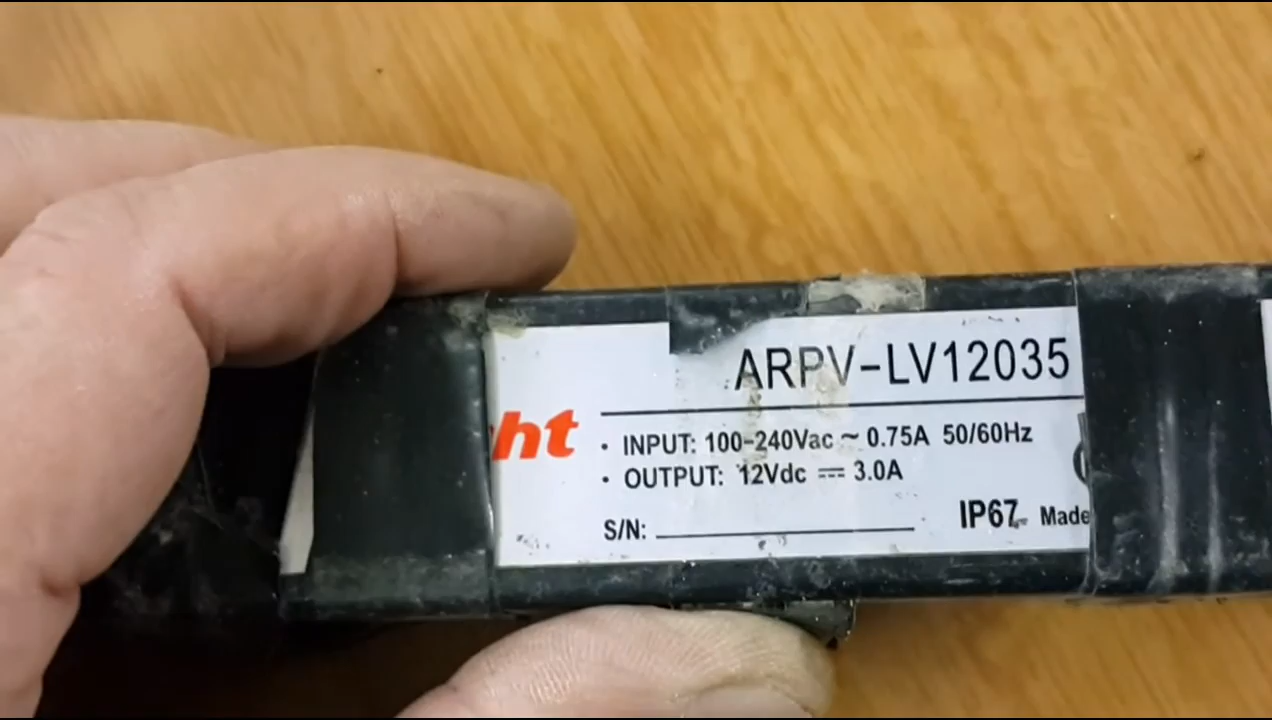 ARPV-LV12035
ht
• INPUT: 100-240Vac ~ 0.75A 50/60Hz
• OUTPUT: 12Vdc ⎓ 3.0A
S/N:
IP67 Made